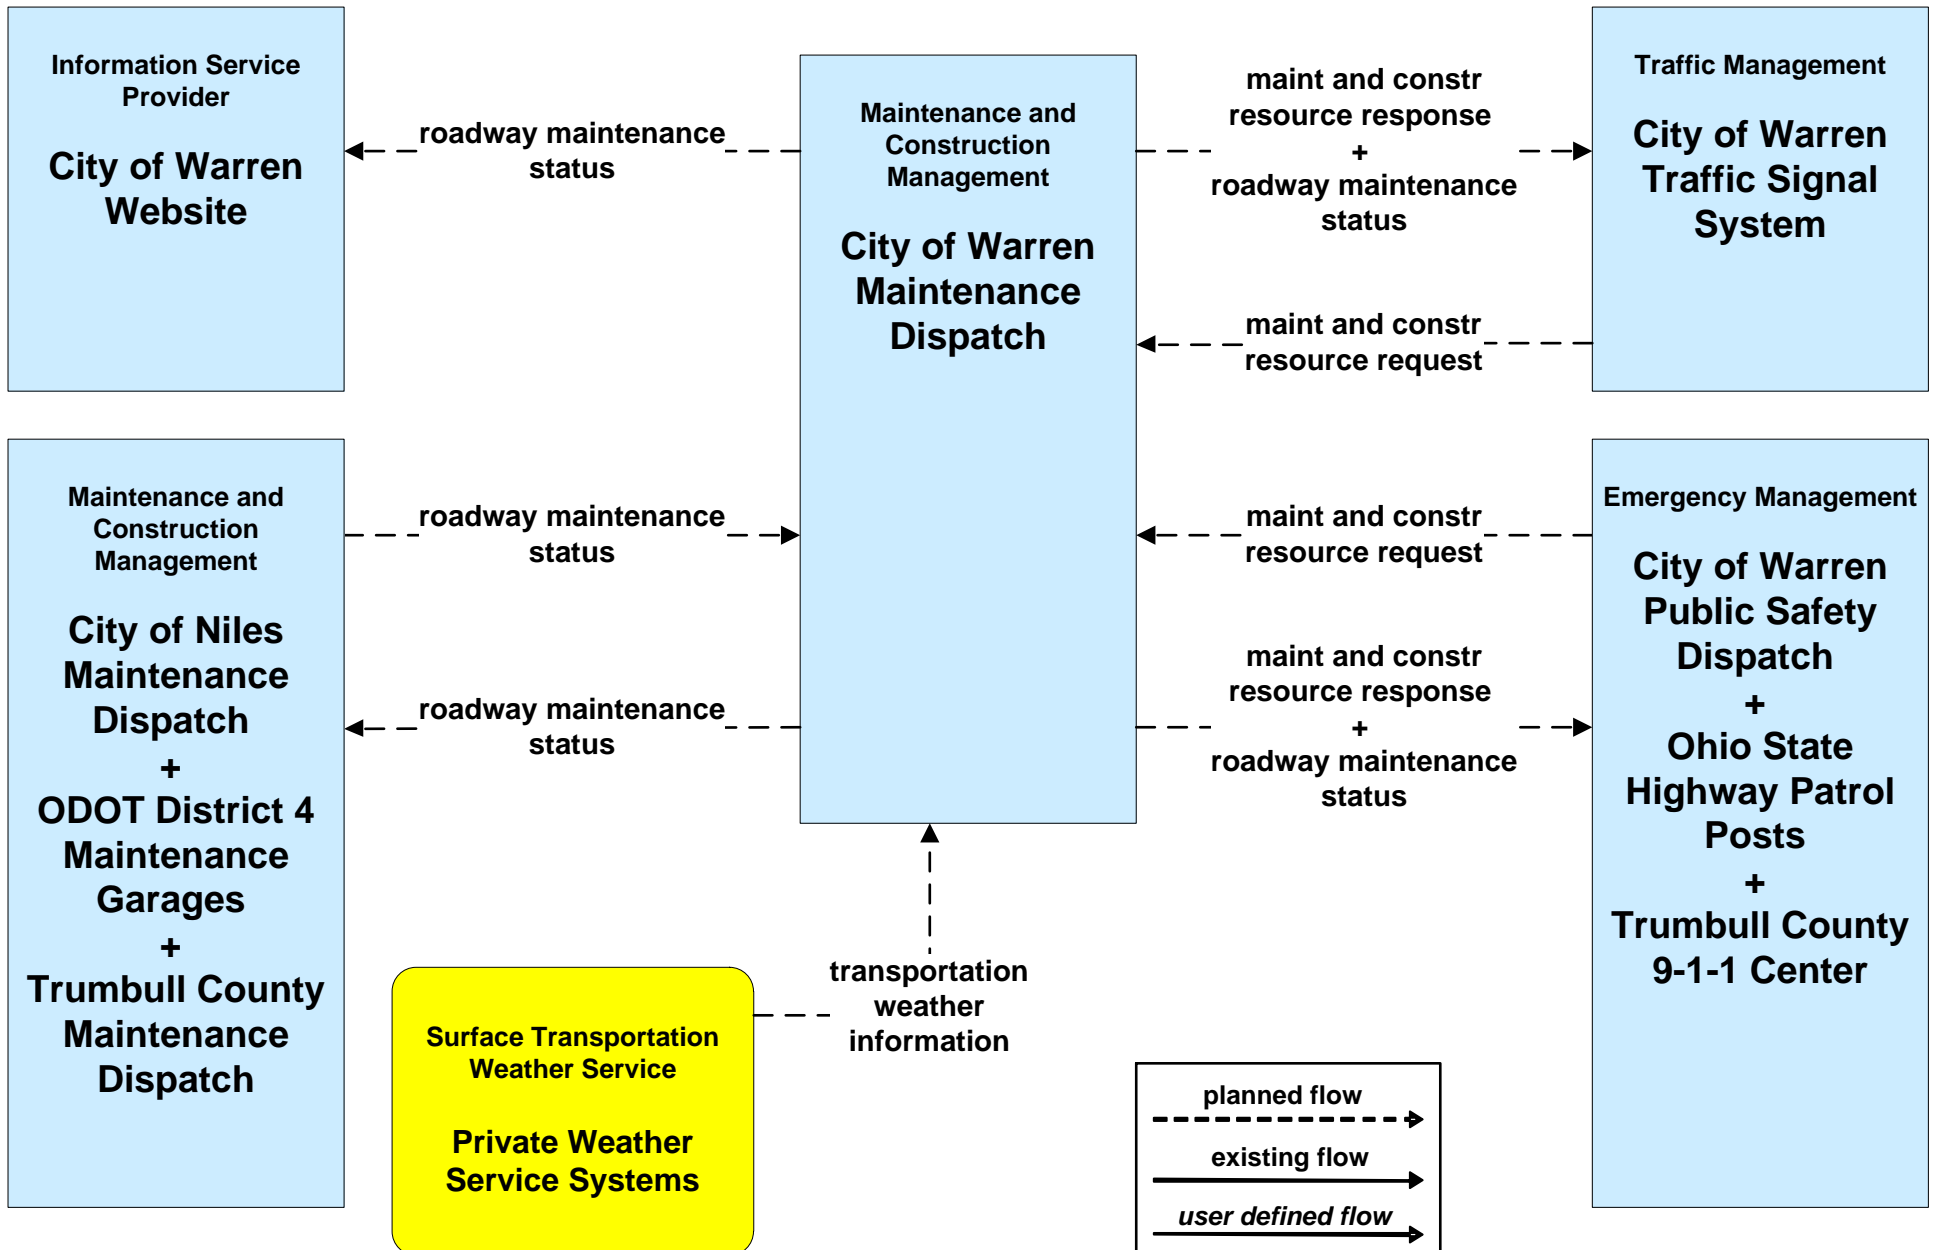 Information Service
Provider
City of Warren
Website
roadway maintenance
status
Maintenance and
Construction
Management
City of Warren
Maintenance
Dispatch
maint and constr
resource response
+
roadway maintenance
status
Traffic Management
City of Warren
Traffic Signal
System
maint and constr
resource request
Maintenance and
Construction
Management
City of Niles
Maintenance
Dispatch
+
ODOT District 4
Maintenance
Garages
+
Trumbull County
Maintenance
Dispatch
roadway maintenance
status
roadway maintenance
status
maint and constr
resource request
maint and constr
resource response
+
roadway maintenance
status
Emergency Management
City of Warren
Public Safety
Dispatch
+
Ohio State
Highway Patrol
Posts
+
Trumbull County
9-1-1 Center
Surface Transportation
Weather Service
Private Weather
Service Systems
transportation
weather
information
planned flow
existing flow
user defined flow